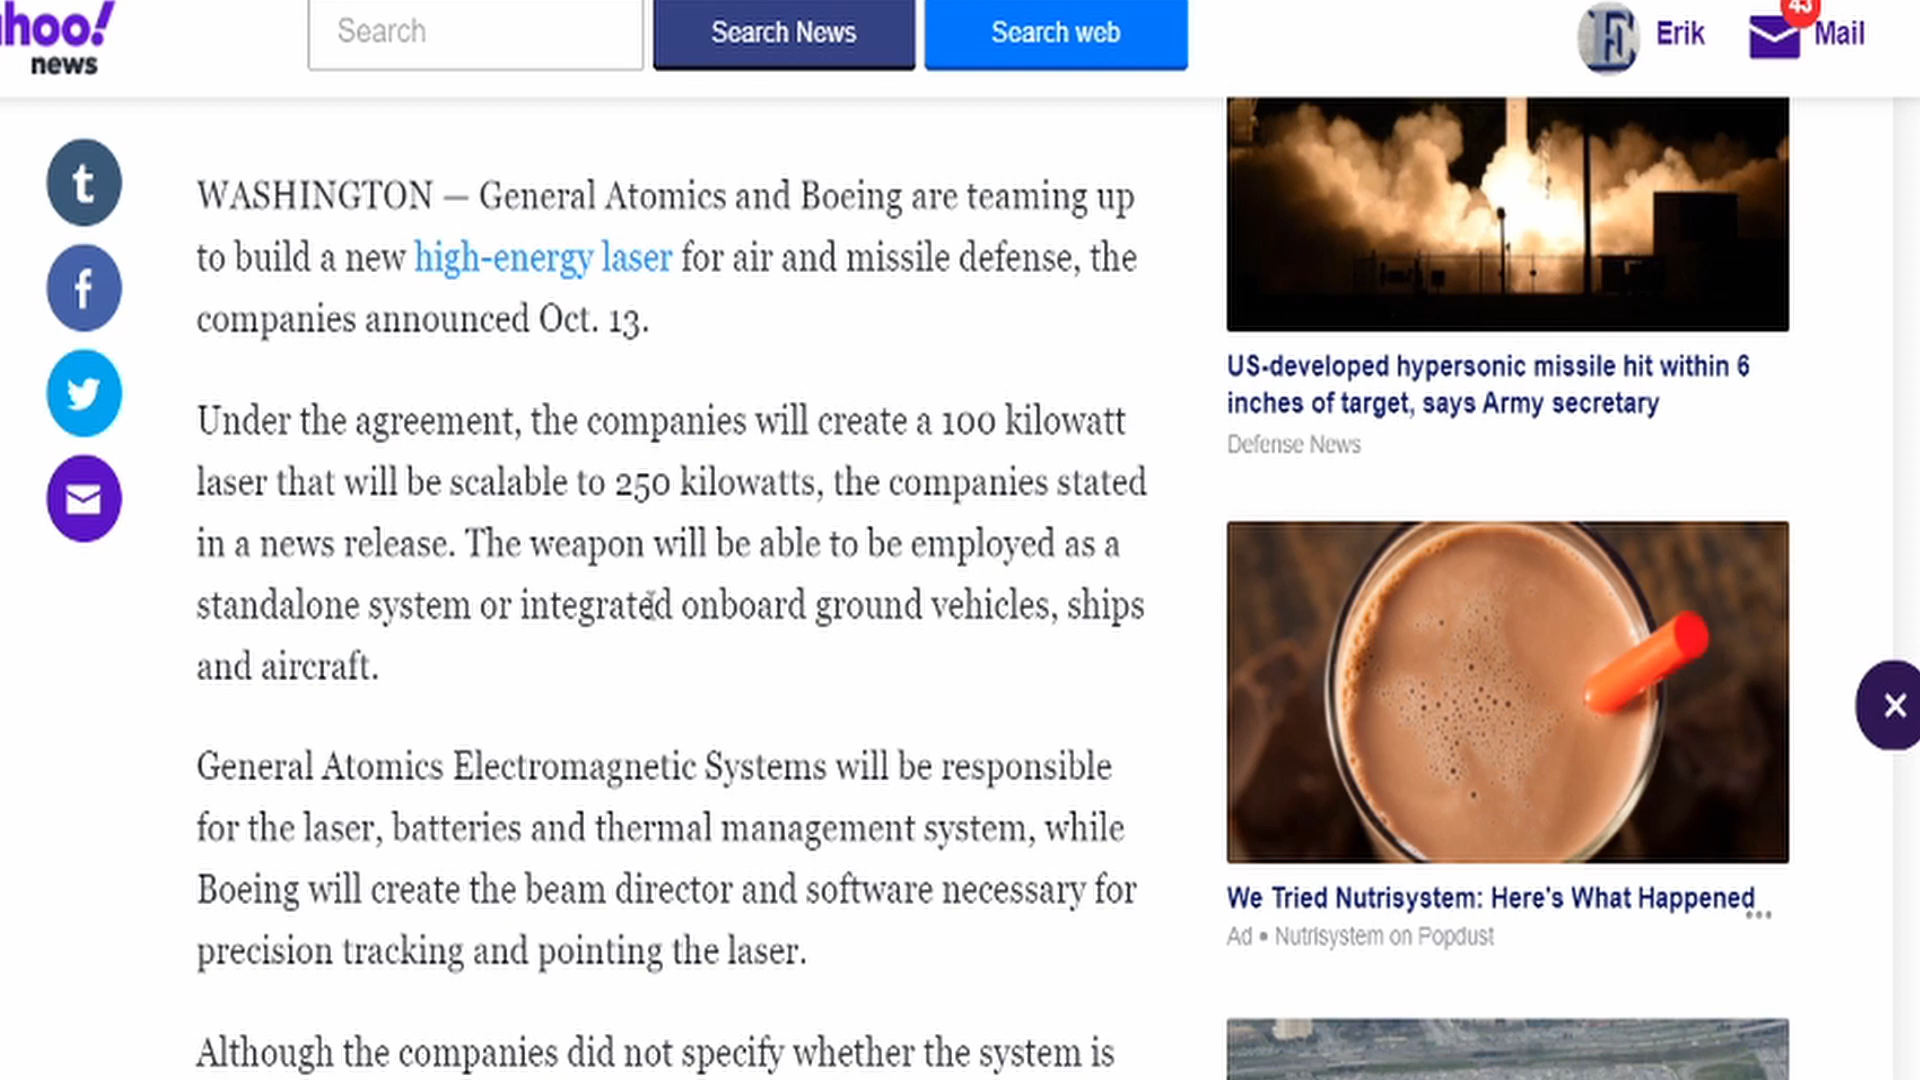 hoo!
news
Search
Search News
Search web
Erik
43
Mail
t
f
WASHINGTON — General Atomics and Boeing are teaming up
to build a new high-energy laser for air and missile defense, the
companies announced Oct. 13.
Under the agreement, the companies will create a 100 kilowatt
laser that will be scalable to 250 kilowatts, the companies stated
in a news release. The weapon will be able to be employed as a
standalone system or integrated onboard ground vehicles, ships
and aircraft.
General Atomics Electromagnetic Systems will be responsible
for the laser, batteries and thermal management system, while
Boeing will create the beam director and software necessary for
precision tracking and pointing the laser.
Although the companies did not specify whether the system is
US-developed hypersonic missile hit within 6
inches of target, says Army secretary
Defense News
We Tried Nutrisystem: Here's What Happened
Ad • Nutrisystem on Popdust